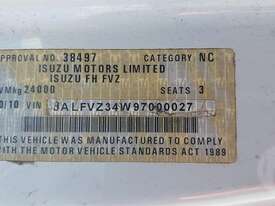 APPROVAL NO. 38497 CATEGORY NC
ISUZU MOTORS LIMITED
ISUZU FH FVZ
VMkg 24000 SEATS 3
0/10 VIN JALFVZ34W97000027
THIS VEHICLE WAS MANUFACTURED TO COMPLY
WITH THE MOTOR VEHICLE STANDARDS ACT 1989